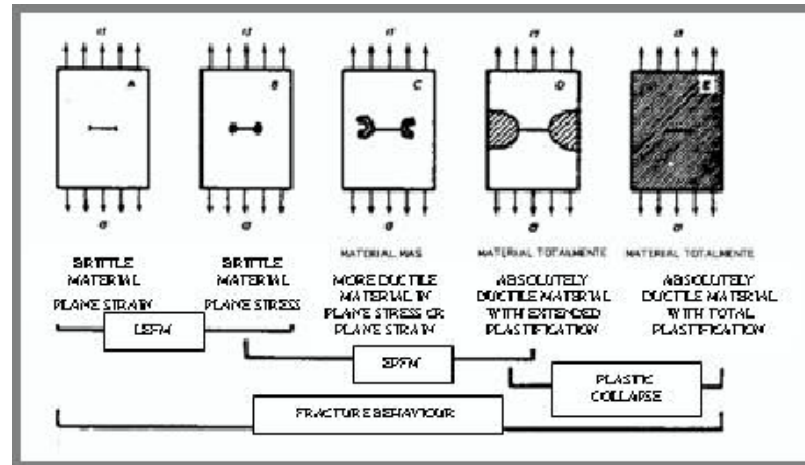 A B C D E
σ σ σ σ σ
MATERIAL MAS MATERIAL TOTALMENTE MATERIAL TOTALMENTE
BRITTLE
MATERIAL
PLANE STRAIN
BRITTLE
MATERIAL
PLANE STRESS
MORE DUCTILE
MATERIAL IN
PLANE STRESS OR
PLANE STRAIN
ABSOLUTELY
DUCTILE MATERIAL
WITH EXTENDED
PLASTIFICATION
ABSOLUTELY
DUCTILE MATERIAL
WITH TOTAL
PLASTIFICATION
LEFM
EPFM
PLASTIC
COLLAPSE
FRACTURE BEHAVIOUR